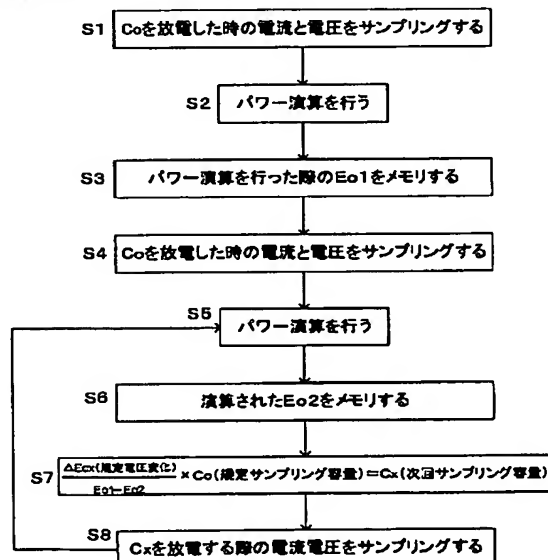 S1 Coを放電した時の電流と電圧をサンプリングする
S2 パワー演算を行う
S3 パワー演算を行った際のEo1をメモリする
S4 Coを放電した時の電流と電圧をサンプリングする
S5 パワー演算を行う
S6 演算されたEo2をメモリする
S7 ΔEcx(規定電圧変化)/Eo1-Eo2 ×Co(規定サンプリング容量)=Cx(次回サンプリング容量)
S8 Cxを放電する際の電流電圧をサンプリングする